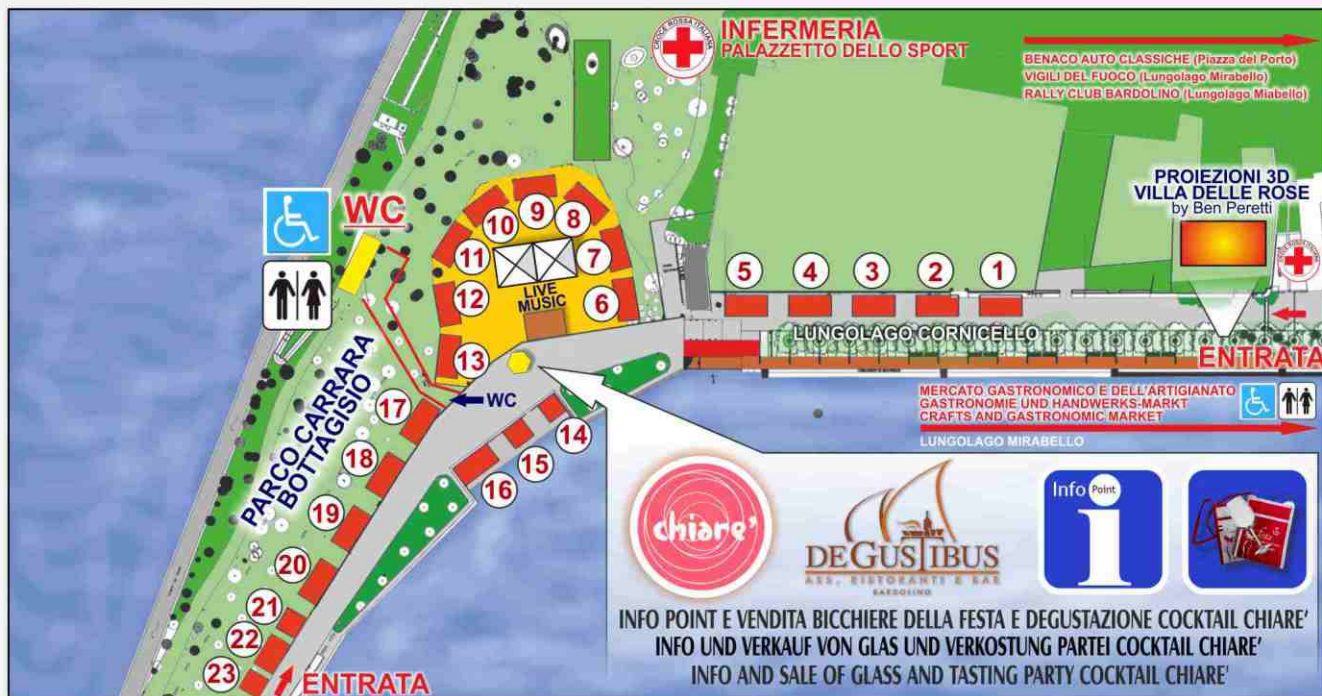 CROCE ROSSA ITALIANA
INFERMERIA
PALAZZETTO DELLO SPORT
BENACO AUTO CLASSICHE (Piazza del Porto)
VIGILI DEL FUOCO (Lungolago Mirabello)
RALLY CLUB BARDOLINO (Lungolago Miabello)
PROIEZIONI 3D
VILLA DELLE ROSE
by Ben Peretti
WC
10
9
8
11
7
12
LIVE
MUSIC
6
13
5
4
3
2
1
LUNGOLAGO CORNICELLO
ENTRATA
PARCO CARRARA
BOTTAGISIO
WC
17
14
18
15
16
19
20
21
22
23
ENTRATA
MERCATO GASTRONOMICO E DELL'ARTIGIANATO
GASTRONOMIE UND HANDWERKS-MARKT
CRAFTS AND GASTRONOMIC MARKET
LUNGOLAGO MIRABELLO
chiare'
DEGUSTIBUS
ASS. RISTORANTI E BAR
BARDOLINO
Info Point
i
INFO POINT E VENDITA BICCHIERE DELLA FESTA E DEGUSTAZIONE COCKTAIL CHIARE'
INFO UND VERKAUF VON GLAS UND VERKOSTUNG PARTEI COCKTAIL CHIARE'
INFO AND SALE OF GLASS AND TASTING PARTY COCKTAIL CHIARE'